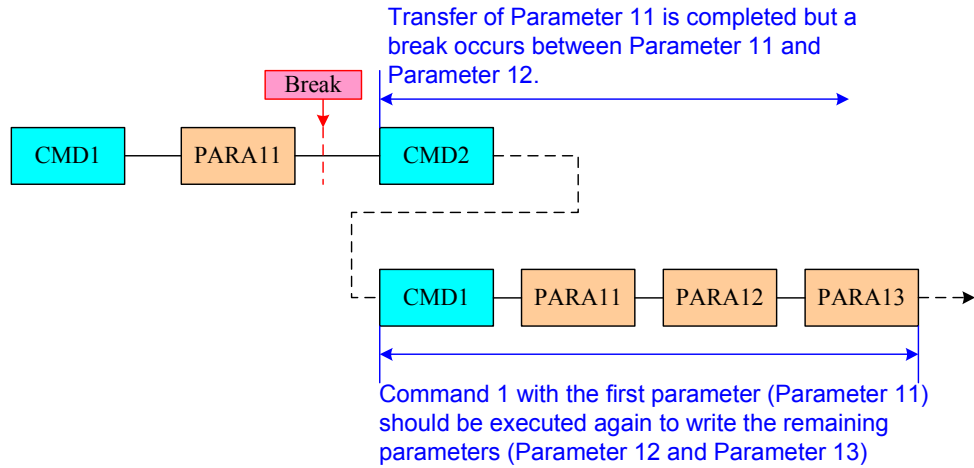 Transfer of Parameter 11 is completed but a
break occurs between Parameter 11 and
Parameter 12.
Break
CMD1 PARA11 CMD2
CMD1 PARA11 PARA12 PARA13
Command 1 with the first parameter (Parameter 11)
should be executed again to write the remaining
parameters (Parameter 12 and Parameter 13)